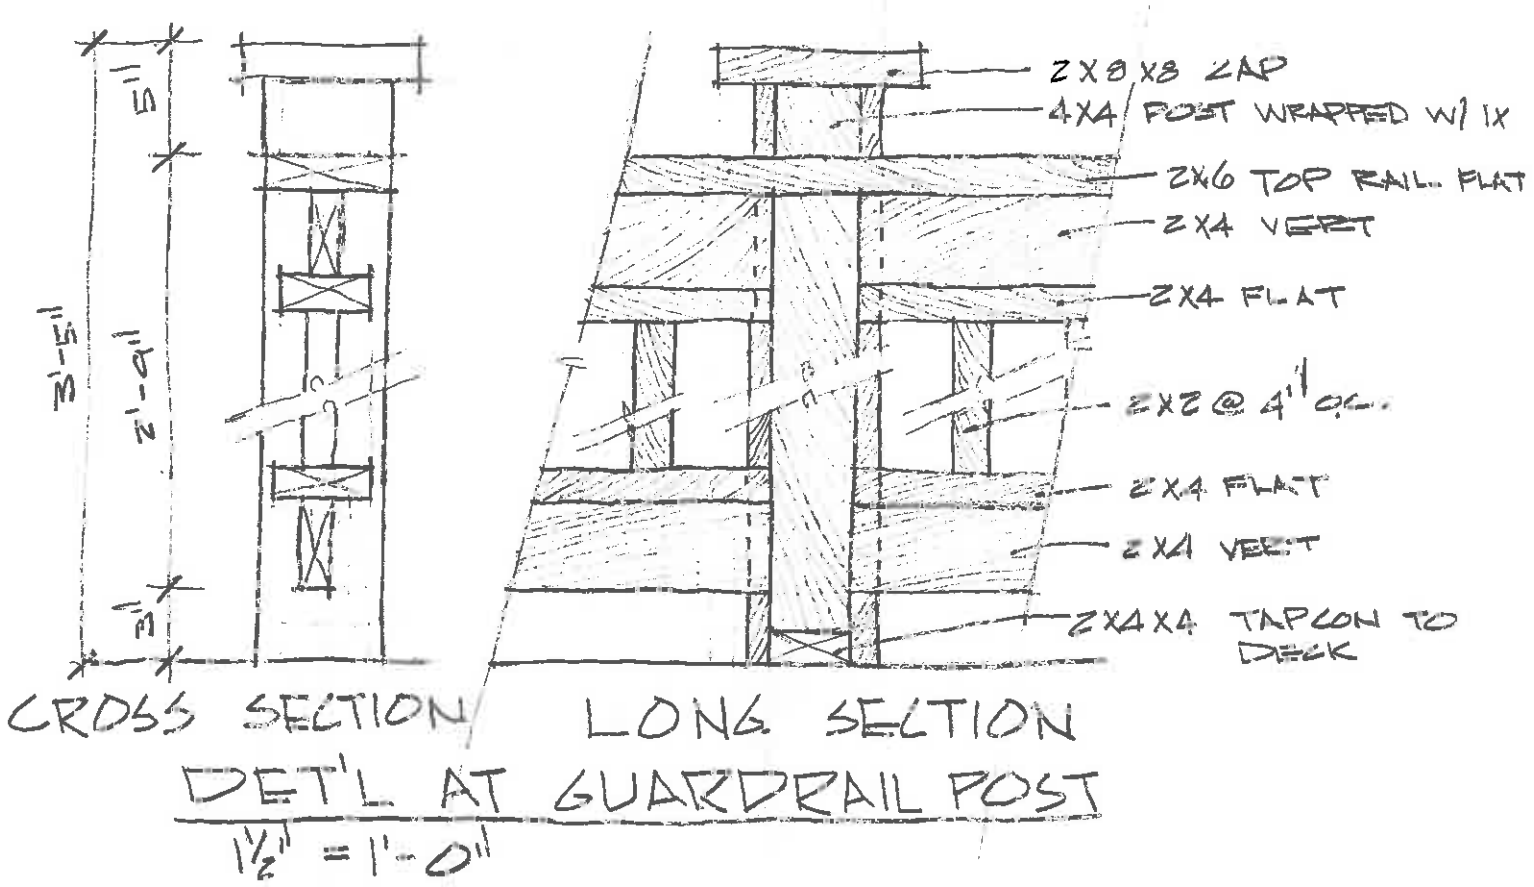 5"
3'-5"
2'-9"
3"
2X8X8 CAP
4X4 POST WRAPPED W/ 1X
2X6 TOP RAIL FLAT
2X4 VERT
2X4 FLAT
2X2 @ 4" O.C.
2X4 FLAT
2X4 VERT
2X4X4 TAPCON TO
DECK
CROSS SECTION
LONG. SECTION
DET'L AT GUARDRAIL POST
1½" = 1'-0"